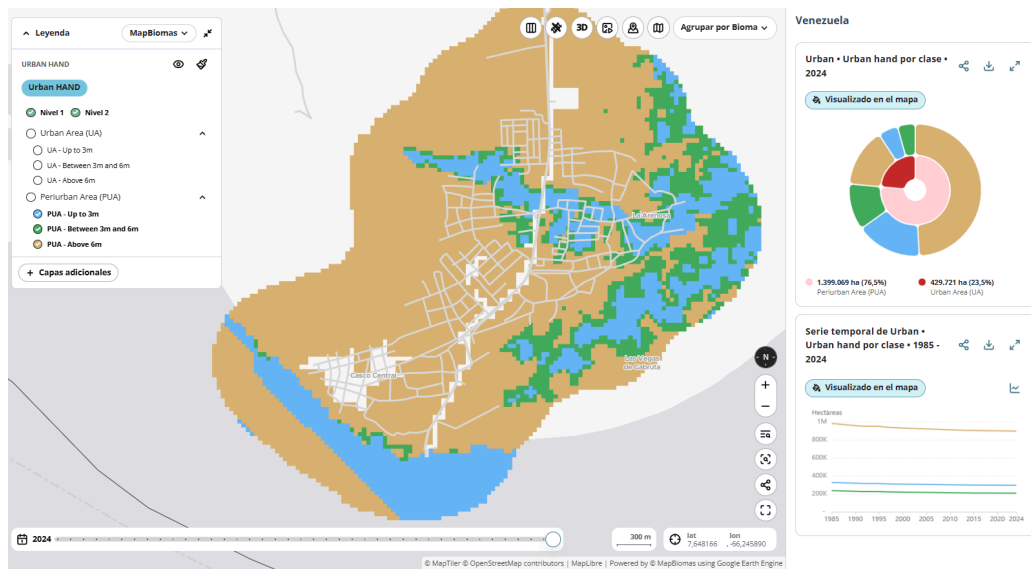 Leyenda
MapBiomas
URBAN HAND
Urban HAND
Nivel 1 Nivel 2
Urban Area (UA)
UA - Up to 3m
UA - Between 3m and 6m
UA - Above 6m
Periurban Area (PUA)
PUA - Up to 3m
PUA - Between 3m and 6m
PUA - Above 6m
+ Capas adicionales
3D
Agrupar por Bioma
La Arenosa
Las Vegas
de Cabruta
Casco Central
- N -
+
−
2024
300 m
lat
7,648166
lon
,-66,245890
© MapTiler © OpenStreetMap contributors | MapLibre | Powered by © MapBiomas using Google Earth Engine
Venezuela
Urban • Urban hand por clase •
2024
Visualizado en el mapa
1.399.069 ha (76,5%)
Periurban Area (PUA)
429.721 ha (23,5%)
Urban Area (UA)
Serie temporal de Urban •
Urban hand por clase • 1985 -
2024
Visualizado en el mapa
Hectáreas
1M
800K
600K
400K
200K
-
1985 1990 1995 2000 2005 2010 2015 2020 2024